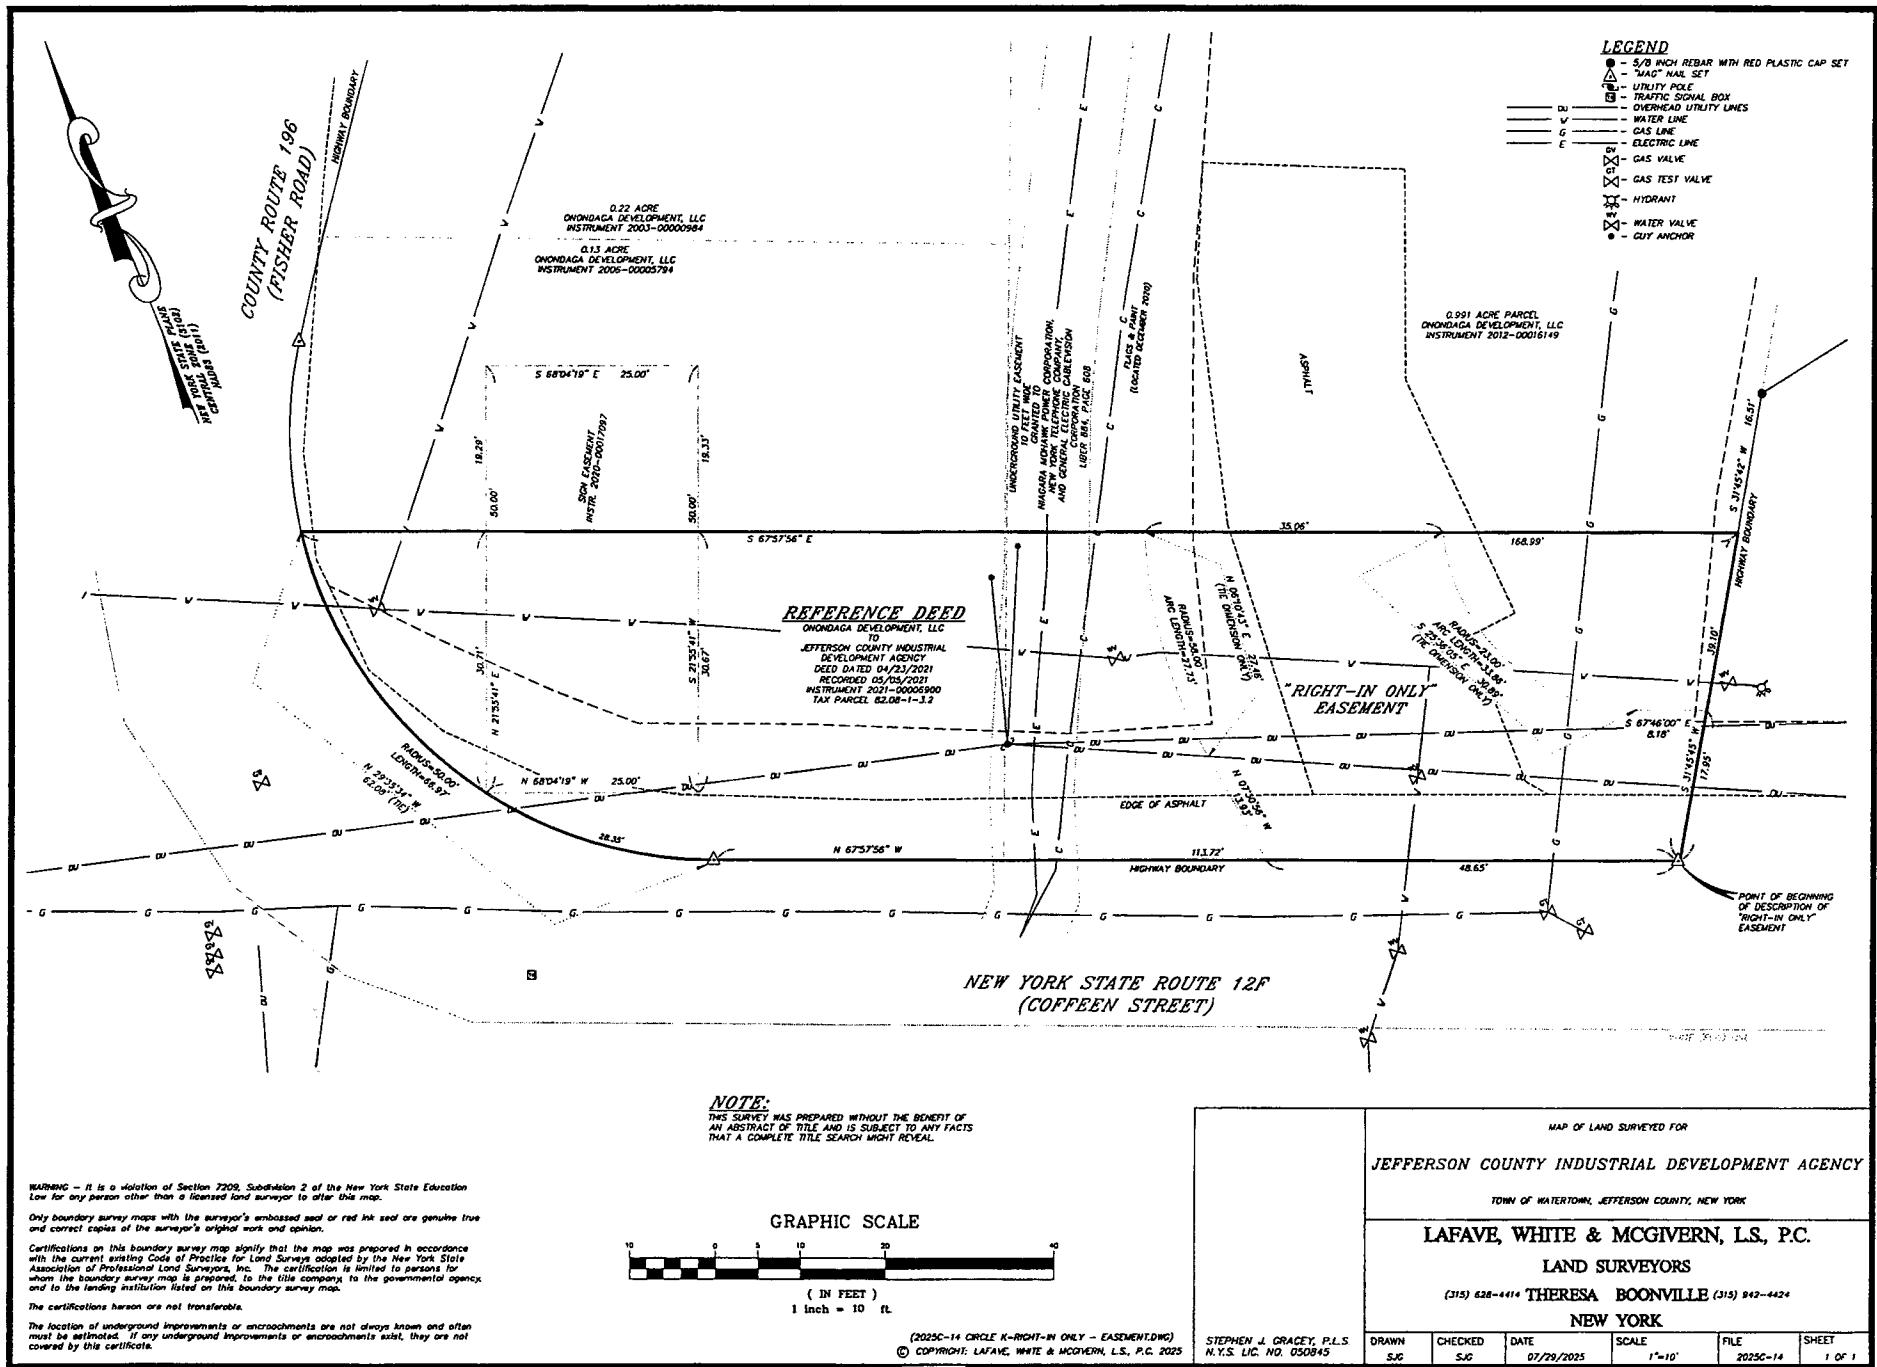 LEGEND
- 5/8 INCH REBAR WITH RED PLASTIC CAP SET
- "MAG" NAIL SET
- UTILITY POLE
- TRAFFIC SIGNAL BOX
OU - OVERHEAD UTILITY LINES
W - WATER LINE
G - GAS LINE
E - ELECTRIC LINE
GV - GAS VALVE
GT - GAS TEST VALVE
- HYDRANT
WV - WATER VALVE
- GUY ANCHOR
NEW YORK STATE PLANE
CENTRAL ZONE (3102)
NAD83 (2011)
COUNTY ROUTE 196
(FISHER ROAD)
HIGHWAY BOUNDARY
0.22 ACRE
ONONDAGA DEVELOPMENT, LLC
INSTRUMENT 2003-00000984
0.13 ACRE
ONONDAGA DEVELOPMENT, LLC
INSTRUMENT 2006-00005794
S 68°04'19" E 25.00'
19.29'
50.00'
SIGN EASEMENT
INSTR. 2020-00017097
19.33'
50.00'
UNDERGROUND UTILITY EASEMENT
10 FEET WIDE
GRANTED TO
NIAGARA MOHAWK POWER CORPORATION,
NEW YORK TELEPHONE COMPANY,
AND GENERAL ELECTRIC CABLEVISION
CORPORATION
LIBER 884, PAGE 608
FLAGS & PAINT
(LOCATED DECEMBER 2020)
ASPHALT
0.991 ACRE PARCEL
ONONDAGA DEVELOPMENT, LLC
INSTRUMENT 2012-00016149
S 31°45'42" W 16.51'
HIGHWAY BOUNDARY
S 67°57'56" E
35.06'
168.99'
REFERENCE DEED
ONONDAGA DEVELOPMENT, LLC
TO
JEFFERSON COUNTY INDUSTRIAL
DEVELOPMENT AGENCY
DEED DATED 04/23/2021
RECORDED 05/05/2021
INSTRUMENT 2021-00006900
TAX PARCEL 82.08-1-3.2
30.71'
N 21°55'41" E
S 21°55'41" W
30.67'
RADIUS=58.00'
ARC LENGTH=27.73'
N 06°10'43" E 27.16'
(TIE DIMENSION ONLY)
RADIUS=23.00'
ARC LENGTH=33.86'
S 25°36'05" E 30.89'
(TIE DIMENSION ONLY)
"RIGHT-IN ONLY"
EASEMENT
39.10'
S 67°46'00" E
8.18'
S 31°45'45" W
17.95'
RADIUS=50.00'
LENGTH=66.97'
N 29°35'34" W
62.08' (TIE)
N 68°04'19" W 25.00'
EDGE OF ASPHALT
N 07°50'56" W
13.93'
28.35'
N 67°57'56" W
113.72'
HIGHWAY BOUNDARY
48.65'
POINT OF BEGINNING
OF DESCRIPTION OF
"RIGHT-IN ONLY"
EASEMENT
NEW YORK STATE ROUTE 12F
(COFFEEN STREET)
NOTE:
THIS SURVEY WAS PREPARED WITHOUT THE BENEFIT OF
AN ABSTRACT OF TITLE AND IS SUBJECT TO ANY FACTS
THAT A COMPLETE TITLE SEARCH MIGHT REVEAL.
WARNING - It is a violation of Section 7209, Subdivision 2 of the New York State Education
Law for any person other than a licensed land surveyor to alter this map.
Only boundary survey maps with the surveyor's embossed seal or red ink seal are genuine true
and correct copies of the surveyor's original work and opinion.
Certifications on this boundary survey map signify that the map was prepared in accordance
with the current existing Code of Practice for Land Surveys adopted by the New York State
Association of Professional Land Surveyors, Inc. The certification is limited to persons for
whom the boundary survey map is prepared, to the title company, to the governmental agency,
and to the lending institution listed on this boundary survey map.
The certifications hereon are not transferable.
The location of underground improvements or encroachments are not always known and often
must be estimated. If any underground improvements or encroachments exist, they are not
covered by this certificate.
GRAPHIC SCALE
10 0 5 10 20 40
( IN FEET )
1 inch = 10 ft.
(2025C-14 CIRCLE K-RIGHT-IN ONLY - EASEMENT.DWG)
© COPYRIGHT: LAFAVE, WHITE & MCGIVERN, L.S., P.C. 2025
STEPHEN J. GRACEY, P.L.S.
N.Y.S. LIC. NO. 050845
MAP OF LAND SURVEYED FOR
JEFFERSON COUNTY INDUSTRIAL DEVELOPMENT AGENCY
TOWN OF WATERTOWN, JEFFERSON COUNTY, NEW YORK
LAFAVE, WHITE & MCGIVERN, L.S., P.C.
LAND SURVEYORS
(315) 628-4414 THERESA BOONVILLE (315) 942-4424
NEW YORK
DRAWN CHECKED DATE SCALE FILE SHEET
SJG SJG 07/29/2025 1"=10' 2025C-14 1 OF 1